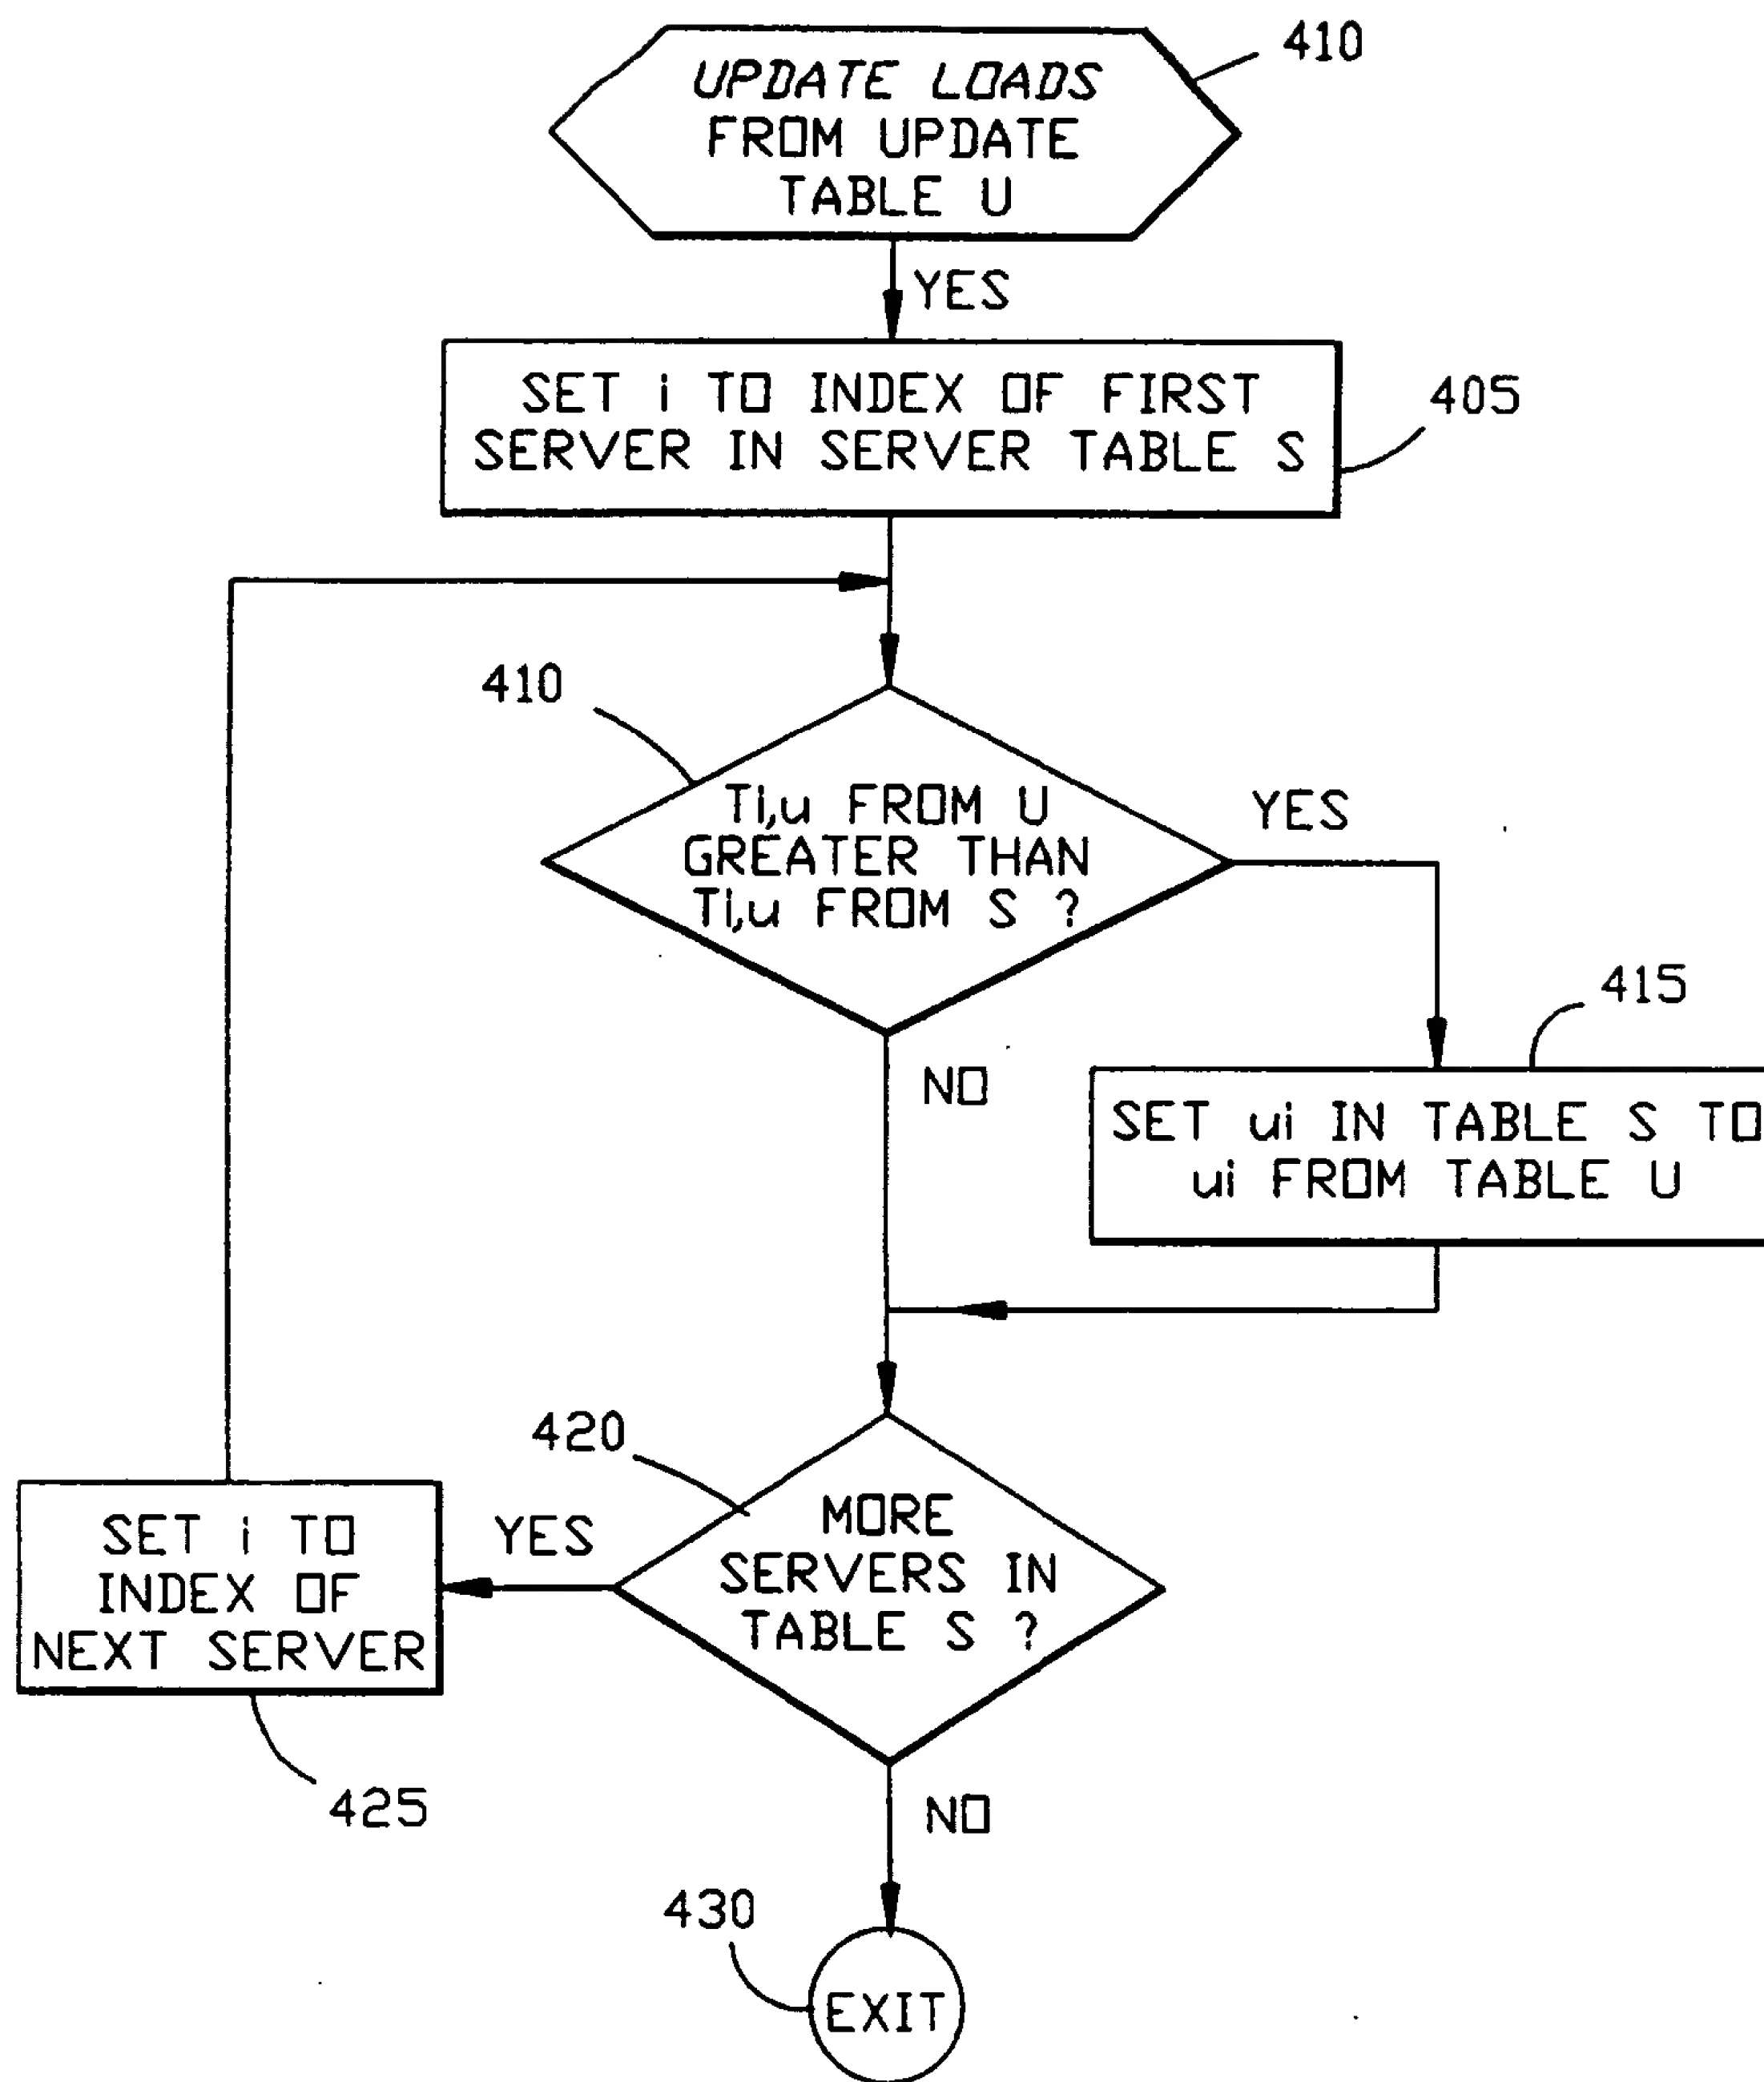 410
UPDATE LOADS
FROM UPDATE
TABLE U
YES
SET i TO INDEX OF FIRST
SERVER IN SERVER TABLE S
405
410
Ti,u FROM U
GREATER THAN
Ti,u FROM S ?
YES
415
NO
SET ui IN TABLE S TO
ui FROM TABLE U
420
MORE
SERVERS IN
TABLE S ?
YES
SET i TO
INDEX OF
NEXT SERVER
425
NO
430
EXIT